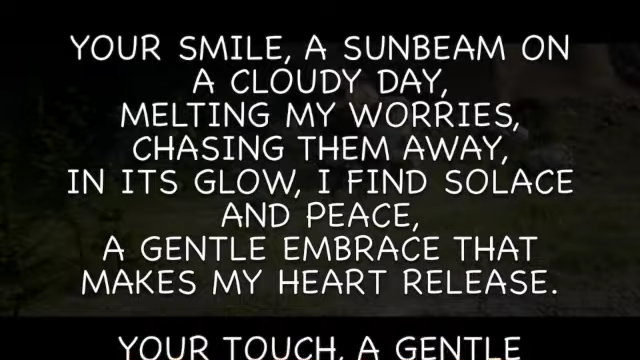 YOUR SMILE, A SUNBEAM ON
A CLOUDY DAY,
MELTING MY WORRIES,
CHASING THEM AWAY,
IN ITS GLOW, I FIND SOLACE
AND PEACE,
A GENTLE EMBRACE THAT
MAKES MY HEART RELEASE.
YOUR TOUCH, A GENTLE